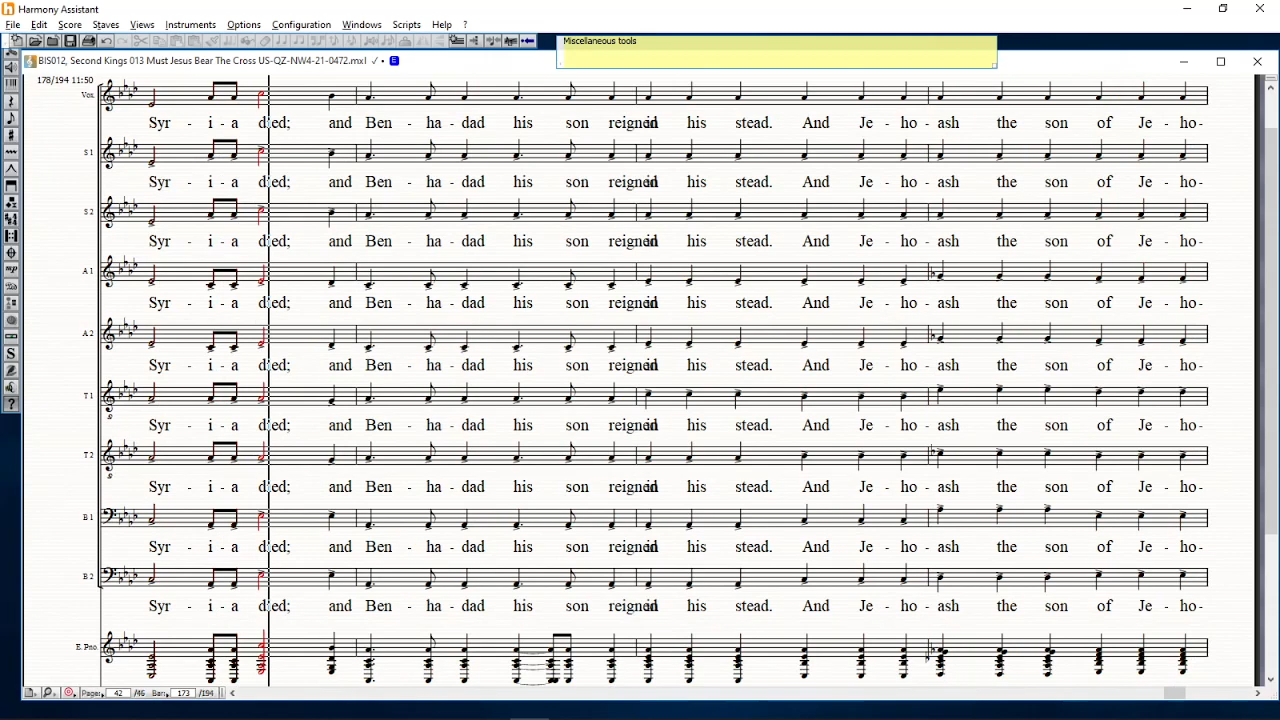 Harmony Assistant
File Edit Score Staves Views Instruments Options Configuration Windows Scripts Help ?
Miscellaneous tools
BIS012, Second Kings 013 Must Jesus Bear The Cross US-QZ-NW4-21-0472.mxl
178/194 11:50
Vox.
Syr - i - a died; and Ben - ha - dad his son reigned in his stead. And Je - ho - ash the son of Je - ho-
S 1
Syr - i - a died; and Ben - ha - dad his son reigned in his stead. And Je - ho - ash the son of Je - ho-
S 2
Syr - i - a died; and Ben - ha - dad his son reigned in his stead. And Je - ho - ash the son of Je - ho-
A 1
Syr - i - a died; and Ben - ha - dad his son reigned in his stead. And Je - ho - ash the son of Je - ho-
A 2
Syr - i - a died; and Ben - ha - dad his son reigned in his stead. And Je - ho - ash the son of Je - ho-
T 1
Syr - i - a died; and Ben - ha - dad his son reigned in his stead. And Je - ho - ash the son of Je - ho-
T 2
Syr - i - a died; and Ben - ha - dad his son reigned in his stead. And Je - ho - ash the son of Je - ho-
B 1
Syr - i - a died; and Ben - ha - dad his son reigned in his stead. And Je - ho - ash the son of Je - ho-
B 2
Syr - i - a died; and Ben - ha - dad his son reigned in his stead. And Je - ho - ash the son of Je - ho-
E. Pno.
Page: 42 /46 Bar: 173 /194